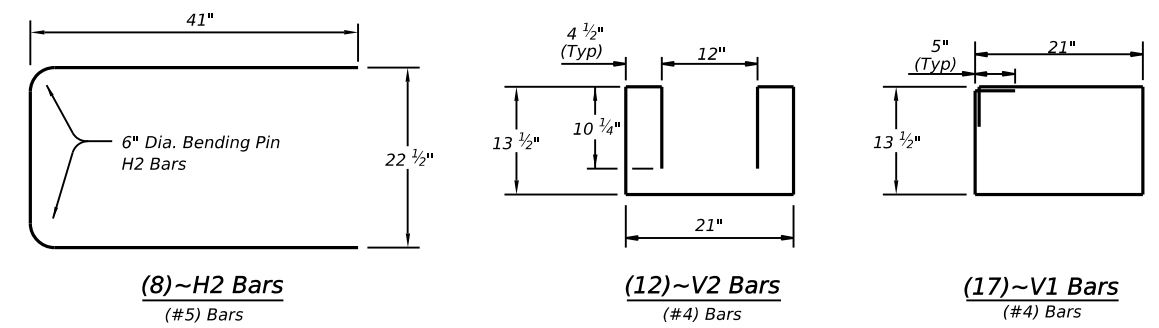 41"
6" Dia. Bending Pin
H2 Bars
22 ½"
(8)~H2 Bars
(#5) Bars
4 ½"
(Typ)
12"
13 ½"
10 ¼"
21"
(12)~V2 Bars
(#4) Bars
5"
(Typ)
21"
13 ½"
(17)~V1 Bars
(#4) Bars